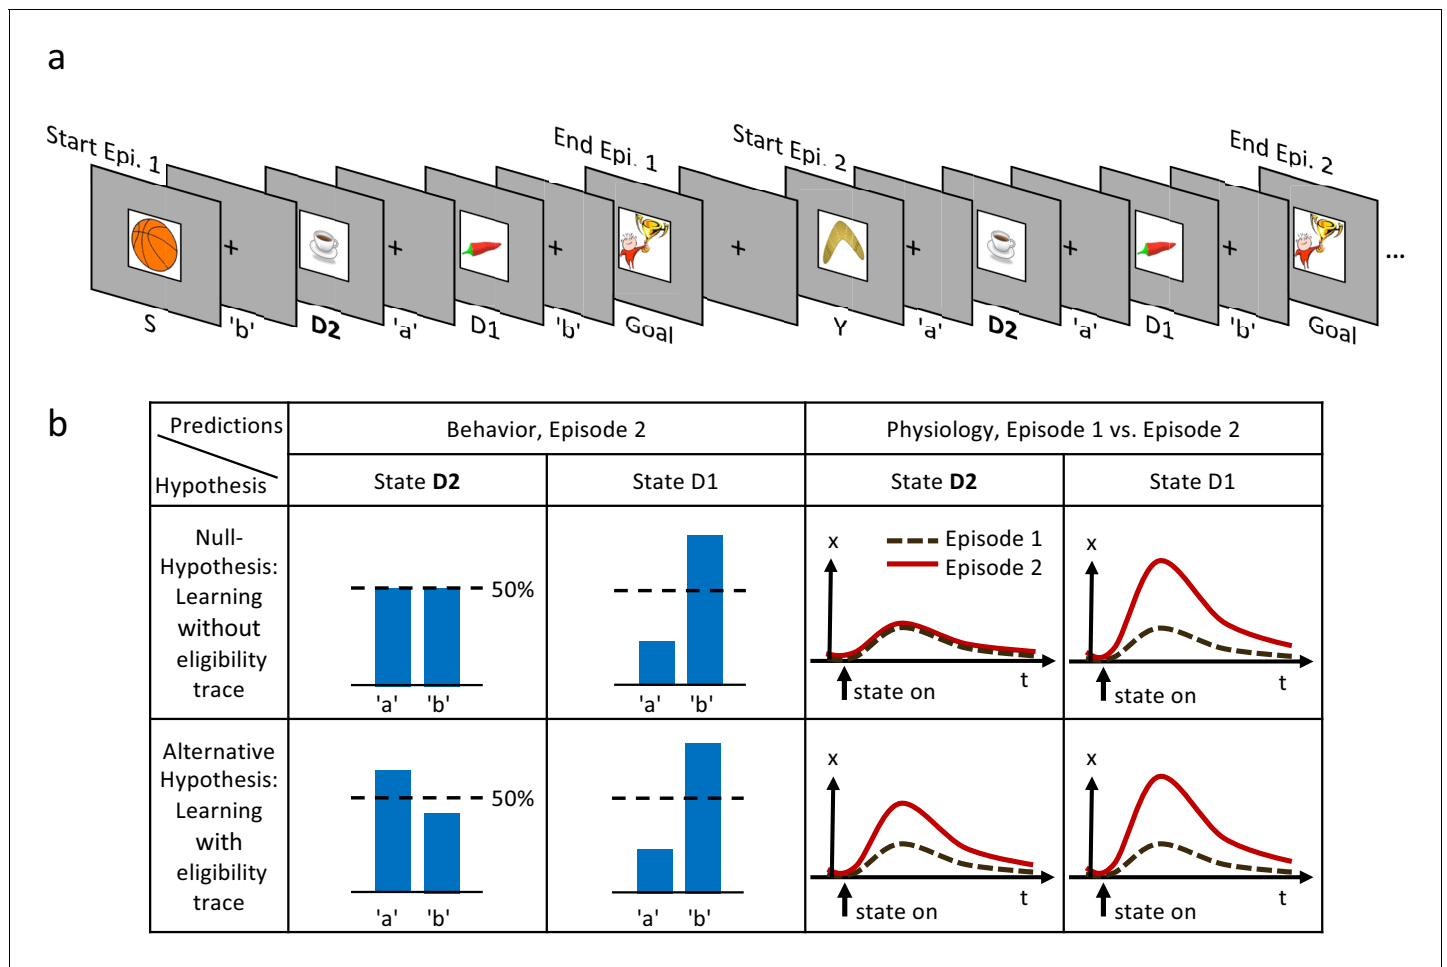 a
Start Epi. 1
End Epi. 1
Start Epi. 2
End Epi. 2
+ + + + + + +
...
S 'b' D2 'a' D1 'b' Goal Y 'a' D2 'a' D1 'b' Goal
b
Predictions
Hypothesis
Behavior, Episode 2
Physiology, Episode 1 vs. Episode 2
State D2
State D1
State D2
State D1
Null-
Hypothesis:
Learning
without
eligibility
trace
50%
'a' 'b'
'a' 'b'
x
Episode 1
Episode 2
state on
t
x
state on
t
Alternative
Hypothesis:
Learning
with
eligibility
trace
50%
'a' 'b'
'a' 'b'
x
state on
t
x
state on
t